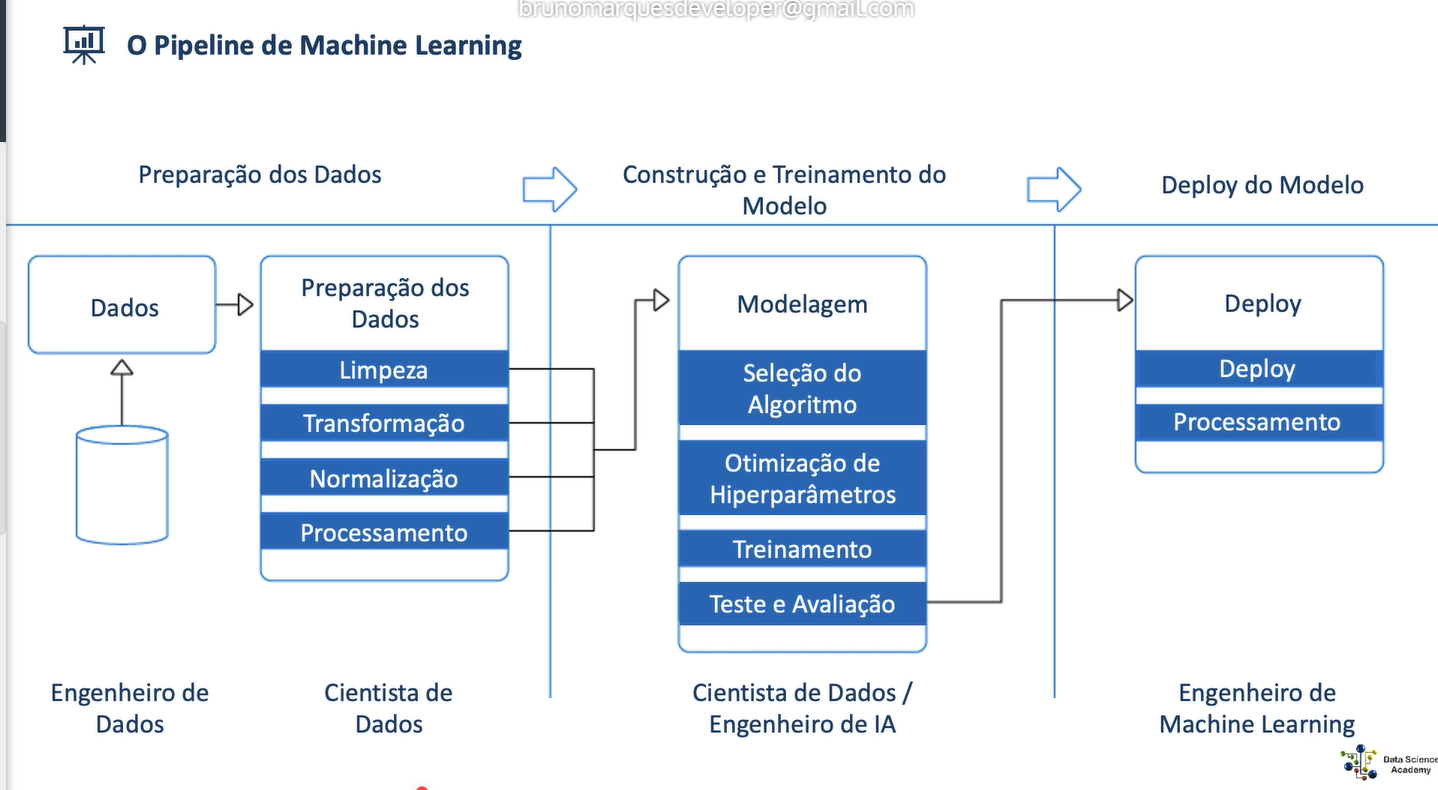 brunomarquesdeveloper@gmail.com
O Pipeline de Machine Learning
Preparação dos Dados
Construção e Treinamento do
Modelo
Deploy do Modelo
Dados
Preparação dos
Dados
Limpeza
Transformação
Normalização
Processamento
Modelagem
Seleção do
Algoritmo
Otimização de
Hiperparâmetros
Treinamento
Teste e Avaliação
Deploy
Deploy
Processamento
Engenheiro de
Dados
Cientista de
Dados
Cientista de Dados /
Engenheiro de IA
Engenheiro de
Machine Learning
Data Science
Academy